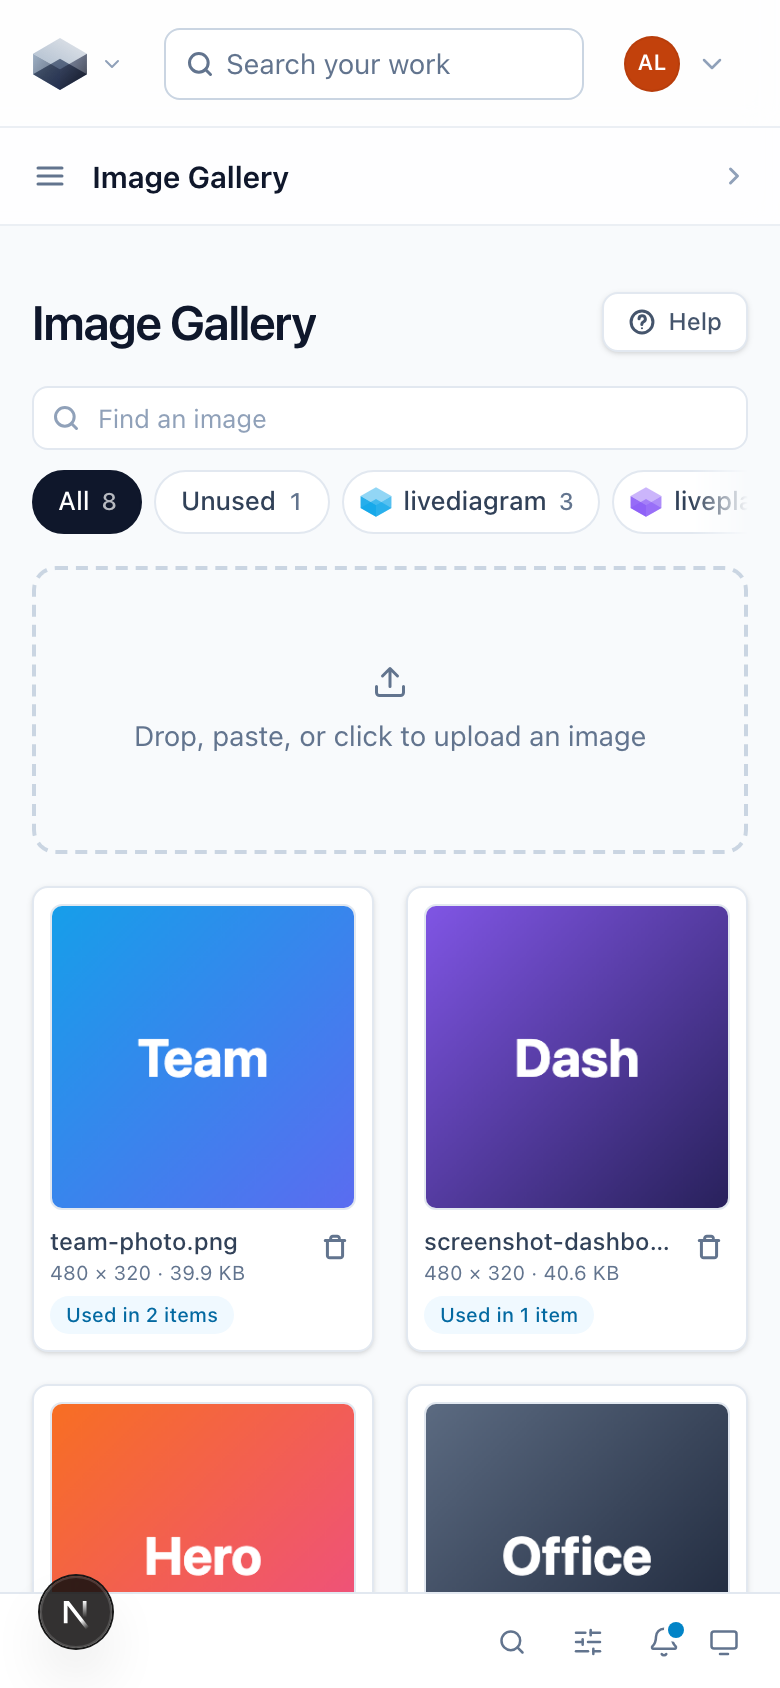 Search your work
AL
Image Gallery
Image Gallery
Help
Find an image
All 8
Unused 1
livediagram 3
livepla
Drop, paste, or click to upload an image
Team
Dash
team-photo.png
480 × 320 · 39.9 KB
Used in 2 items
screenshot-dashbo...
480 × 320 · 40.6 KB
Used in 1 item
Hero
Office
N